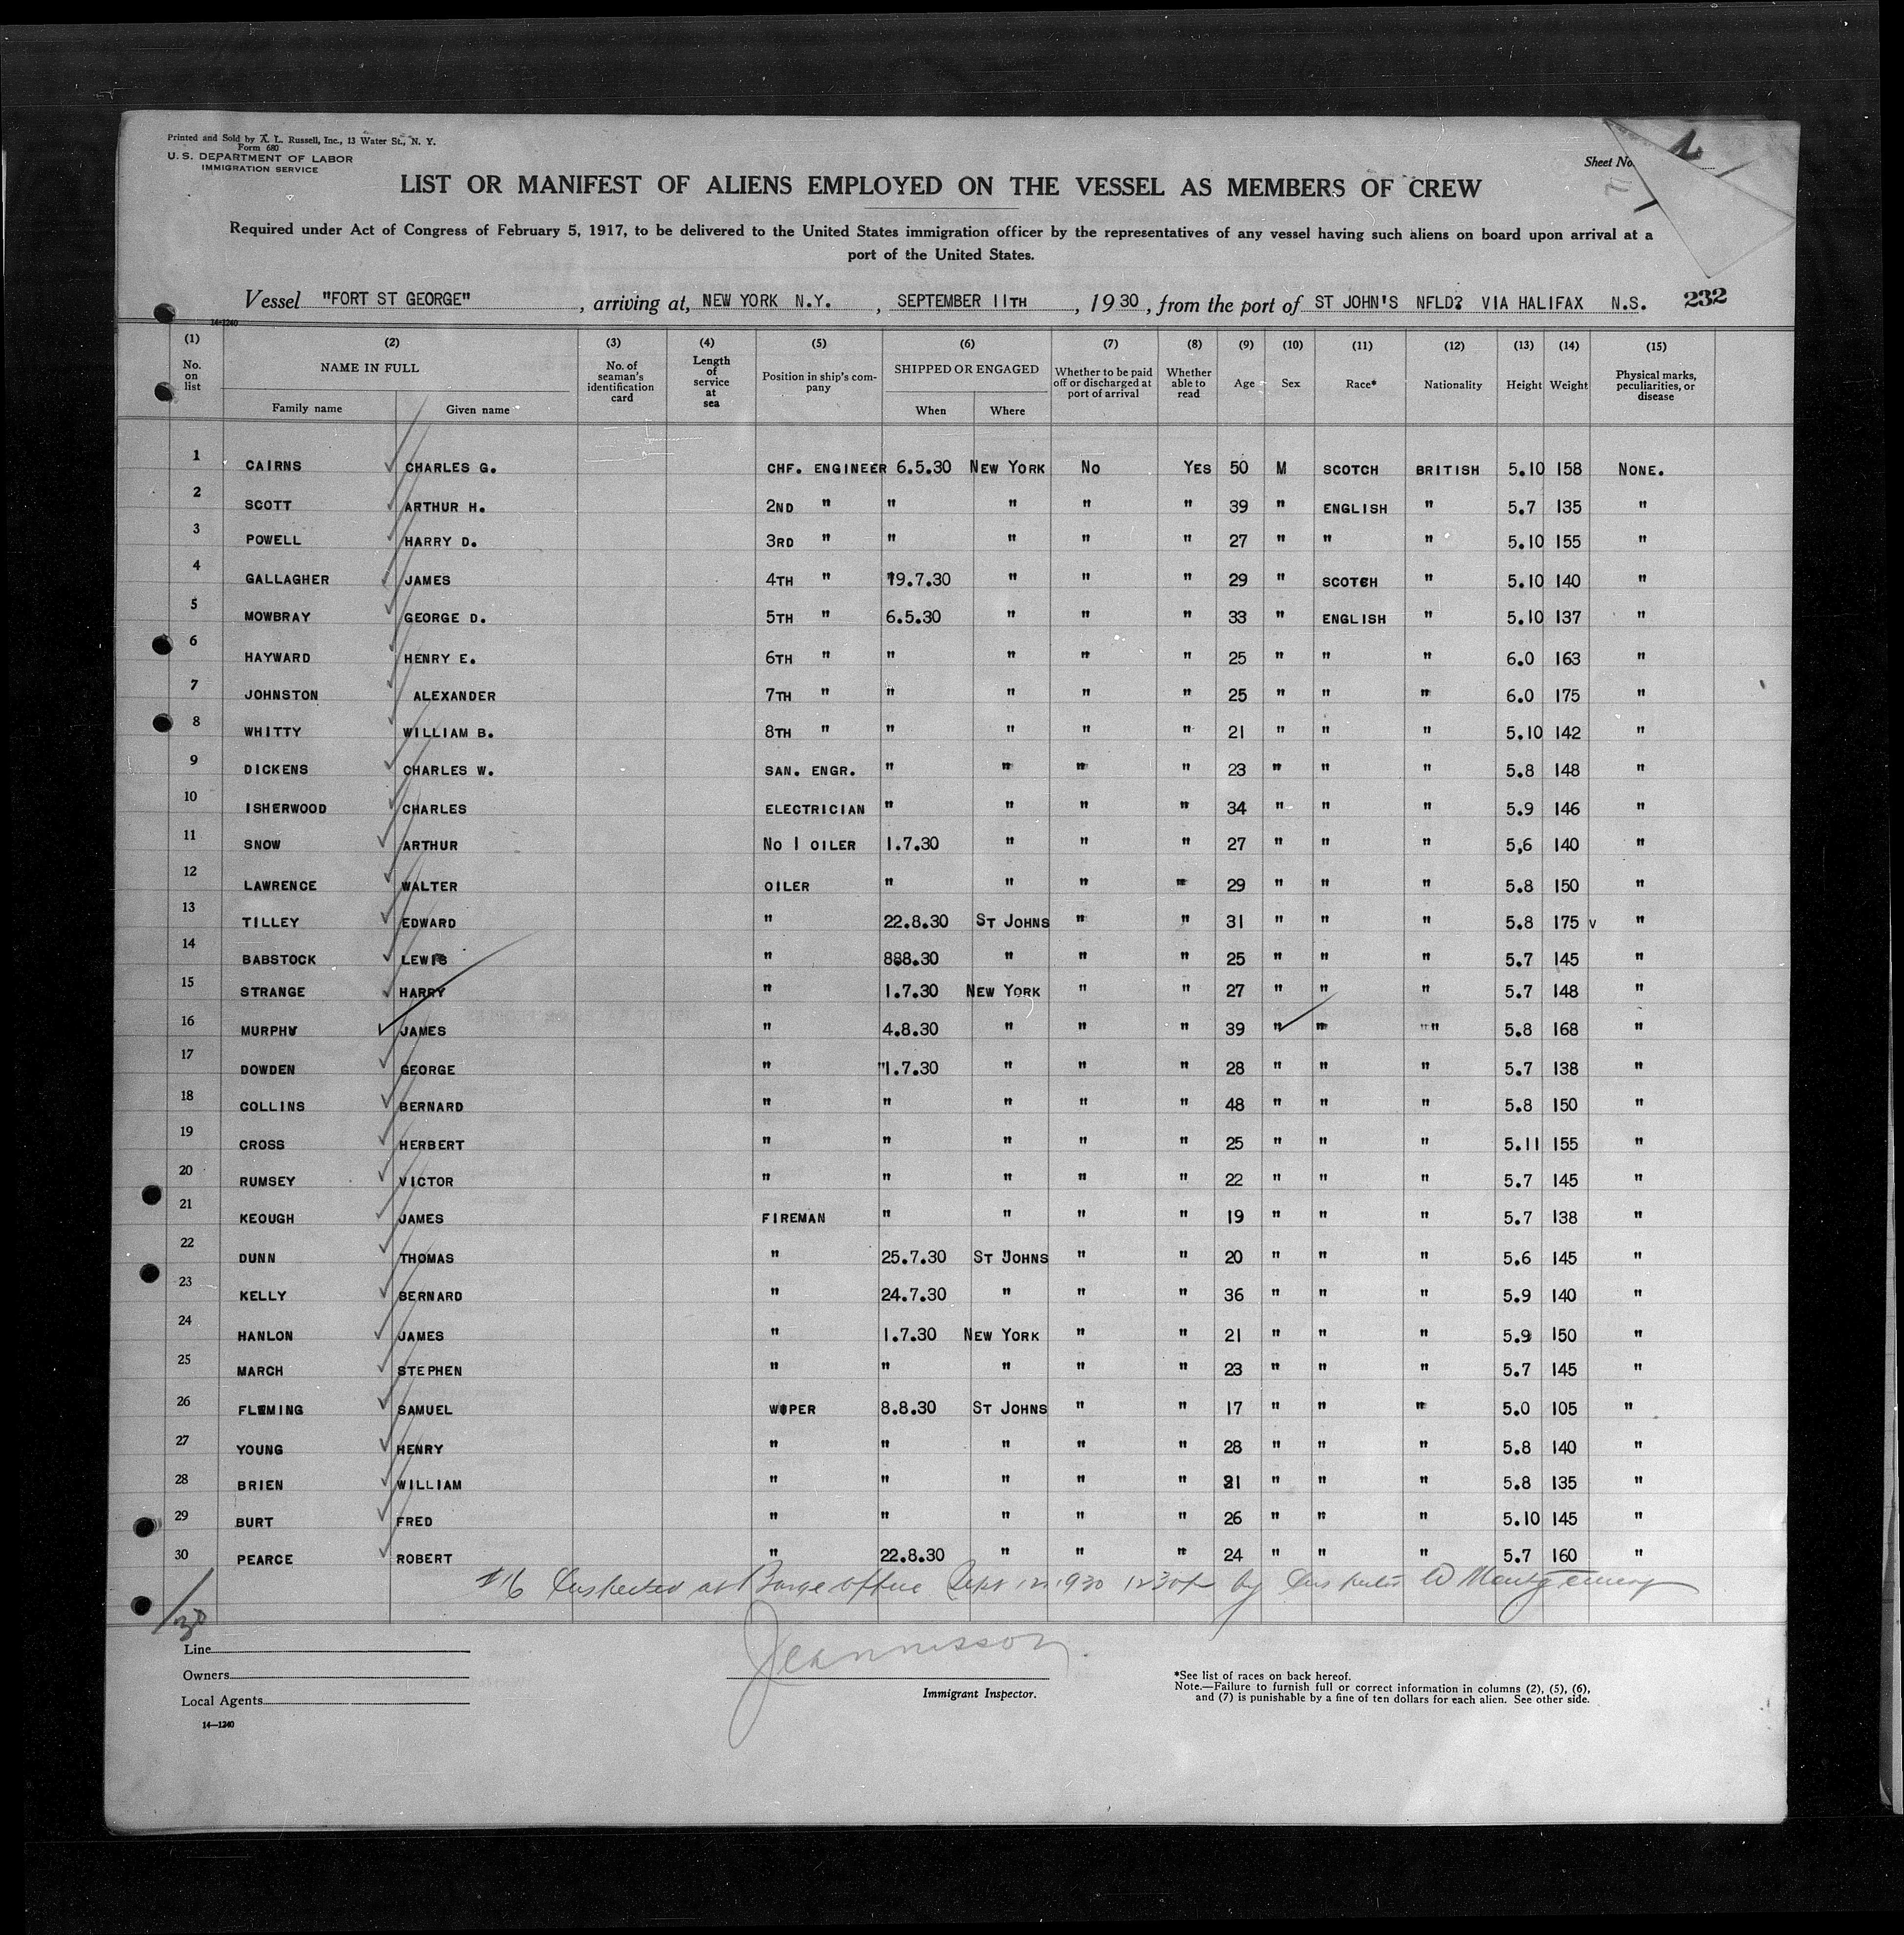 Printed and Sold by A. L. Russell, Inc., 13 Water St., N. Y.
Form 680
U. S. DEPARTMENT OF LABOR
IMMIGRATION SERVICE
Sheet No.
LIST OR MANIFEST OF ALIENS EMPLOYED ON THE VESSEL AS MEMBERS OF CREW
Required under Act of Congress of February 5, 1917, to be delivered to the United States immigration officer by the representatives of any vessel having such aliens on board upon arrival at a
port of the United States.
Vessel "FORT ST GEORGE", arriving at, NEW YORK N.Y., SEPTEMBER 11TH, 1930, from the port of ST JOHN'S NFLD? VIA HALIFAX N.S. 232
14-1240
(1) (2) (3) (4) (5) (6) (7) (8) (9) (10) (11) (12) (13) (14) (15)
No. on list NAME IN FULL No. of seaman's identification card Length of service at sea Position in ship's company SHIPPED OR ENGAGED Whether to be paid off or discharged at port of arrival Whether able to read Age Sex Race* Nationality Height Weight Physical marks, peculiarities, or disease
Family name Given name When Where
1 CAIRNS CHARLES G. CHF. ENGINEER 6.5.30 NEW YORK NO YES 50 M SCOTCH BRITISH 5.10 158 NONE.
2 SCOTT ARTHUR H. 2ND " " " " " 39 " ENGLISH " 5.7 135 "
3 POWELL HARRY D. 3RD " " " " " 27 " " " 5.10 155 "
4 GALLAGHER JAMES 4TH " 19.7.30 " " " 29 " SCOTCH " 5.10 140 "
5 MOWBRAY GEORGE D. 5TH " 6.5.30 " " " 33 " ENGLISH " 5.10 137 "
6 HAYWARD HENRY E. 6TH " " " " " 25 " " " 6.0 163 "
7 JOHNSTON ALEXANDER 7TH " " " " " 25 " " " 6.0 175 "
8 WHITTY WILLIAM B. 8TH " " " " " 21 " " " 5.10 142 "
9 DICKENS CHARLES W. SAN. ENGR. " " " " 23 " " " 5.8 148 "
10 ISHERWOOD CHARLES ELECTRICIAN " " " " 34 " " " 5.9 146 "
11 SNOW ARTHUR NO 1 OILER 1.7.30 " " " 27 " " " 5,6 140 "
12 LAWRENCE WALTER OILER " " " " 29 " " " 5.8 150 "
13 TILLEY EDWARD " 22.8.30 ST JOHNS " " 31 " " " 5.8 175 v "
14 BABSTOCK LEWIS " 888.30 " " " 25 " " " 5.7 145 "
15 STRANGE HARRY " 1.7.30 NEW YORK " " 27 " " " 5.7 148 "
16 MURPHY JAMES " 4.8.30 " " " 39 " " "" 5.8 168 "
17 DOWDEN GEORGE " "1.7.30 " " " 28 " " " 5.7 138 "
18 COLLINS BERNARD " " " " " 48 " " " 5.8 150 "
19 CROSS HERBERT " " " " " 25 " " " 5.11 155 "
20 RUMSEY VICTOR " " " " " 22 " " " 5.7 145 "
21 KEOUGH JAMES FIREMAN " " " " 19 " " " 5.7 138 "
22 DUNN THOMAS " 25.7.30 ST JOHNS " " 20 " " " 5.6 145 "
23 KELLY BERNARD " 24.7.30 " " " 36 " " " 5.9 140 "
24 HANLON JAMES " 1.7.30 NEW YORK " " 21 " " " 5.9 150 "
25 MARCH STEPHEN " " " " " 23 " " " 5.7 145 "
26 FLEMING SAMUEL WIPER 8.8.30 ST JOHNS " " 17 " " " 5.0 105 "
27 YOUNG HENRY " " " " " 28 " " " 5.8 140 "
28 BRIEN WILLIAM " " " " " 21 " " " 5.8 135 "
29 BURT FRED " " " " " 26 " " " 5.10 145 "
30 PEARCE ROBERT " 22.8.30 " " " 24 " " " 5.7 160 "
#16 Inspected at Barge office Sept 12 1930 1230p by Inspector W Montgomery
30
Line
Owners
Local Agents
14—1240
Immigrant Inspector.
*See list of races on back hereof.
Note.—Failure to furnish full or correct information in columns (2), (5), (6),
and (7) is punishable by a fine of ten dollars for each alien. See other side.